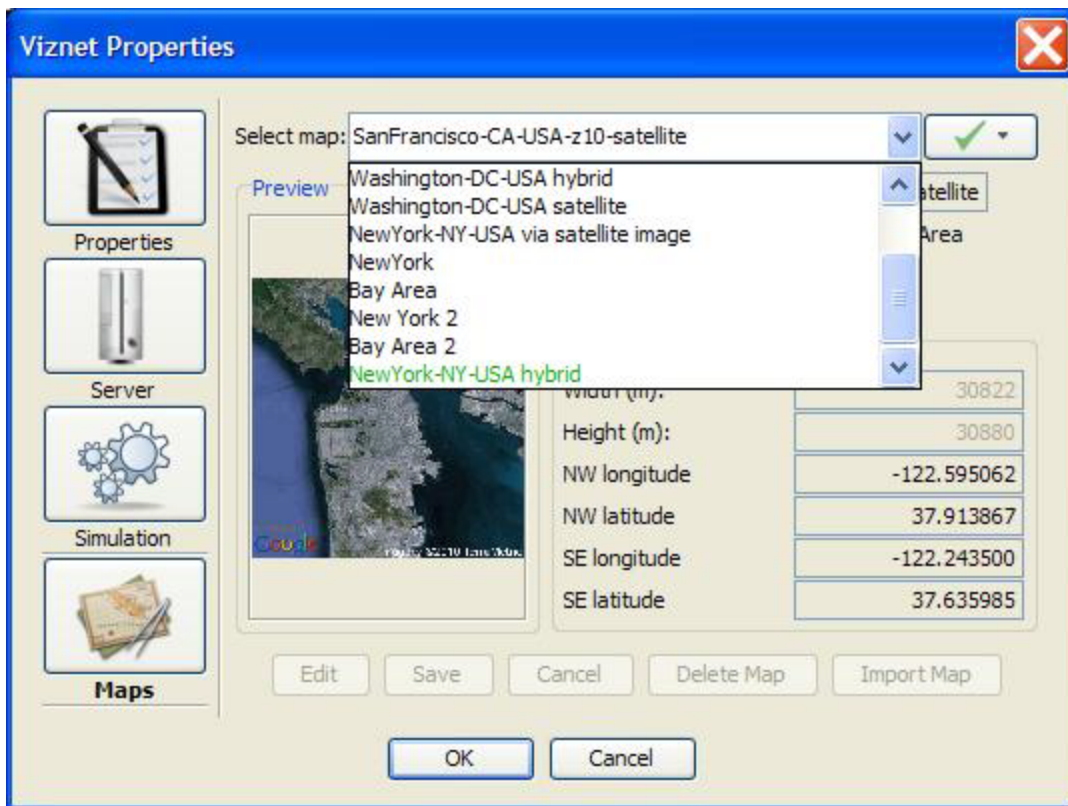 Viznet Properties
Select map: SanFrancisco-CA-USA-z10-satellite
Washington-DC-USA hybrid
Washington-DC-USA satellite
NewYork-NY-USA via satellite image
NewYork
Bay Area
New York 2
Bay Area 2
NewYork-NY-USA hybrid
Preview
atellite
Area
Properties
Server
Simulation
Maps
Google
©2010
Width (m): 30822
Height (m): 30880
NW longitude -122.595062
NW latitude 37.913867
SE longitude -122.243500
SE latitude 37.635985
Edit Save Cancel Delete Map Import Map
OK Cancel